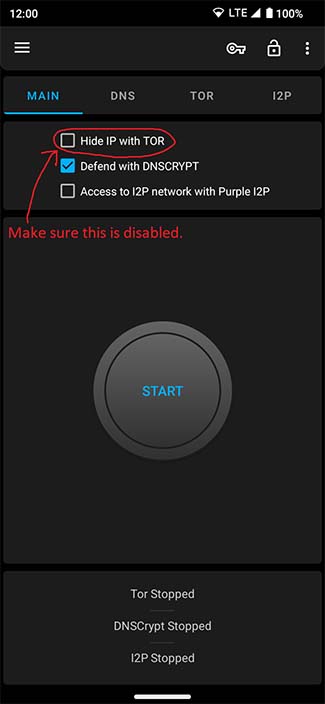 12:00 LTE 100%
MAIN DNS TOR I2P
Hide IP with TOR
Defend with DNSCRYPT
Access to I2P network with Purple I2P
Make sure this is disabled.
START
Tor Stopped
DNSCrypt Stopped
I2P Stopped